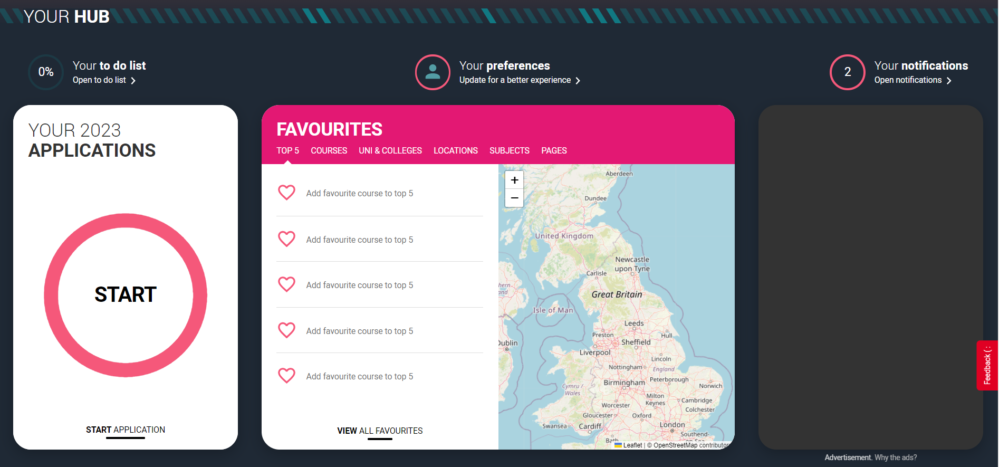 YOUR HUB
0%
Your to do list
Open to do list
Your preferences
Update for a better experience
2
Your notifications
Open notifications
YOUR 2023
APPLICATIONS
START
START APPLICATION
FAVOURITES
TOP 5 COURSES UNI & COLLEGES LOCATIONS SUBJECTS PAGES
Add favourite course to top 5
Add favourite course to top 5
Add favourite course to top 5
Add favourite course to top 5
Add favourite course to top 5
VIEW ALL FAVOURITES
+
−
Aberdeen
Dundee
United Kingdom
Newcastle
upon Tyne
Carlisle
Great Britain
Isle of Man
Leeds
Preston
Hull
Sheffield
Dublin
Liverpool
Lincoln
Nottingham
England
Birmingham
Peterborough
Norwich
Cymru /
Wales
Milton
Keynes
Cambridge
Worcester
Colchester
Gloucester
Oxford
Swansea
Cardiff
London
Southend-
Bath
Leaflet | © OpenStreetMap contributor
Feedback (:
Advertisement. Why the ads?